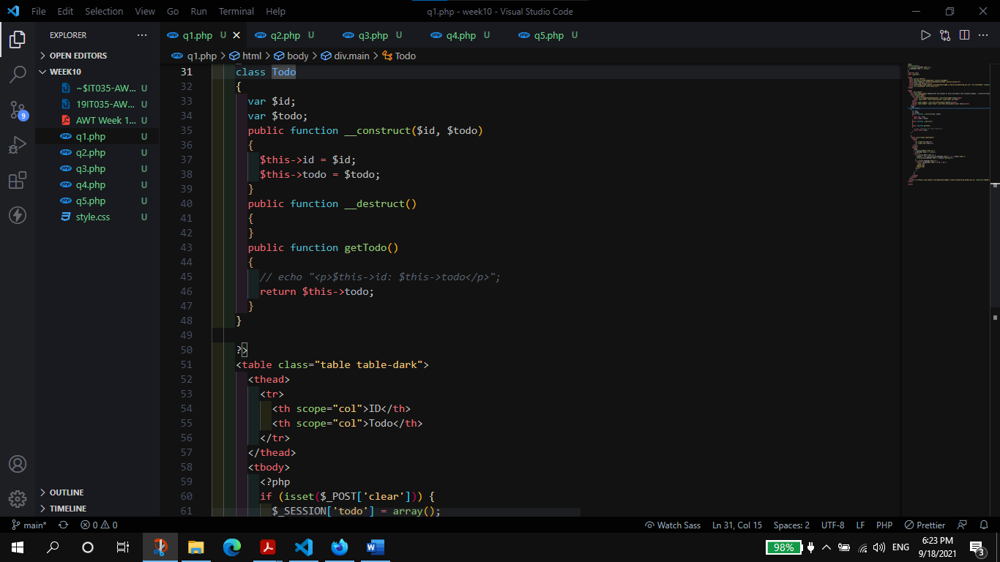 File Edit Selection View Go Run Terminal Help q1.php - week10 - Visual Studio Code
EXPLORER
OPEN EDITORS
WEEK10
~$IT035-AW... U
19IT035-AW... U
AWT Week 1... U
q1.php U
q2.php U
q3.php U
q4.php U
q5.php U
style.css U
OUTLINE
TIMELINE
q1.php U q2.php U q3.php U q4.php U q5.php U
q1.php > html > body > div.main > Todo
31 class Todo
32 {
33 var $id;
34 var $todo;
35 public function __construct($id, $todo)
36 {
37 $this->id = $id;
38 $this->todo = $todo;
39 }
40 public function __destruct()
41 {
42 }
43 public function getTodo()
44 {
45 // echo "<p>$this->id: $this->todo</p>";
46 return $this->todo;
47 }
48 }
49
50 ?>
51 <table class="table table-dark">
52 <thead>
53 <tr>
54 <th scope="col">ID</th>
55 <th scope="col">Todo</th>
56 </tr>
57 </thead>
58 <tbody>
59 <?php
60 if (isset($_POST['clear'])) {
61 $_SESSION['todo'] = array();
9
main* 0 0 Watch Sass Ln 31, Col 15 Spaces: 2 UTF-8 LF PHP Prettier
98% ENG 6:23 PM
9/18/2021 3